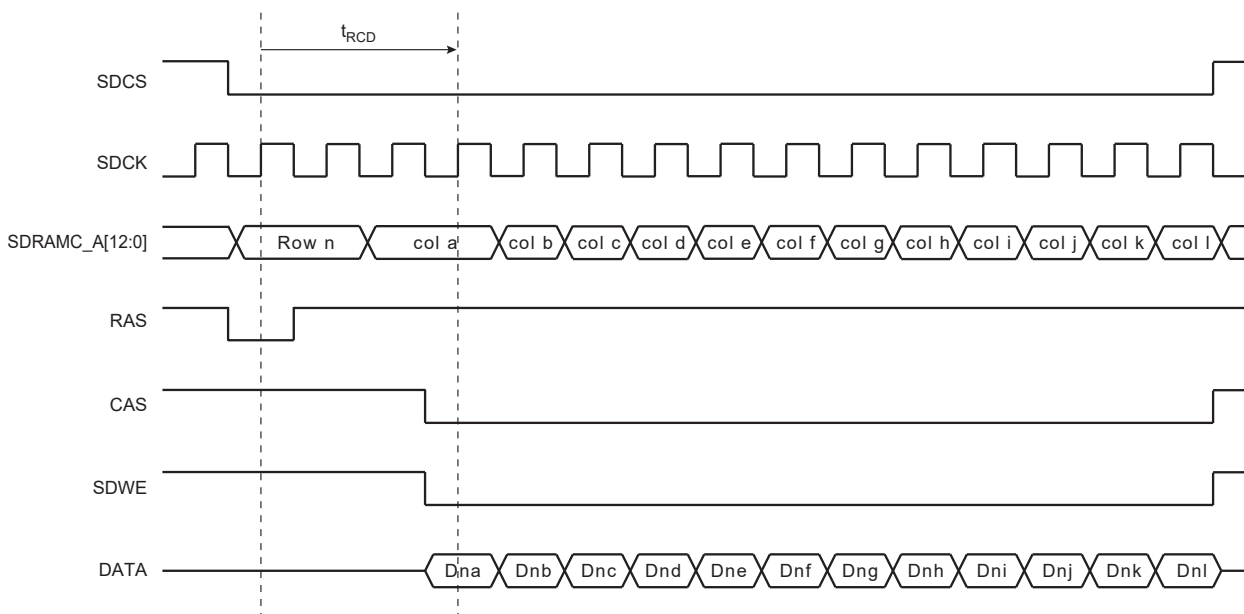 tRCD
SDCS
SDCK
SDRAMC_A[12:0] Row n col a col b col c col d col e col f col g col h col i col j col k col l
RAS
CAS
SDWE
DATA Dna Dnb Dnc Dnd Dne Dnf Dng Dnh Dni Dnj Dnk Dnl